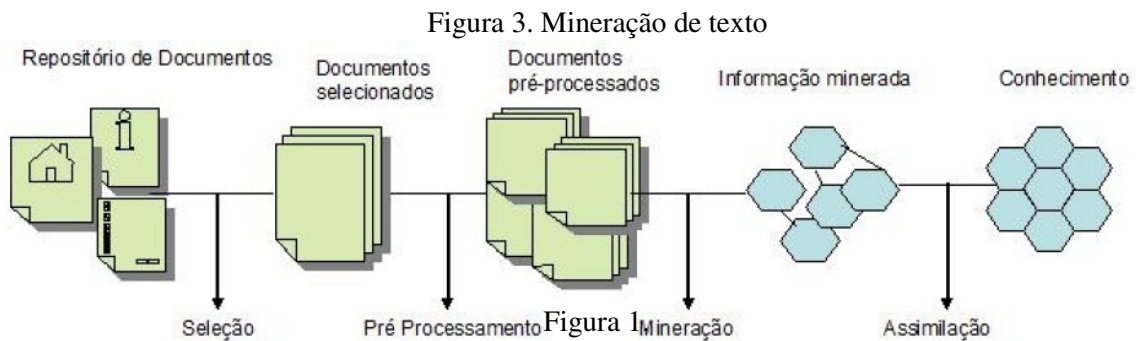 Figura 3. Mineração de texto
Repositório de Documentos
Documentos
selecionados
Documentos
pré-processados
Informação minerada
Conhecimento
Seleção
Pré Processamento
Figura 1
Mineração
Assimilação